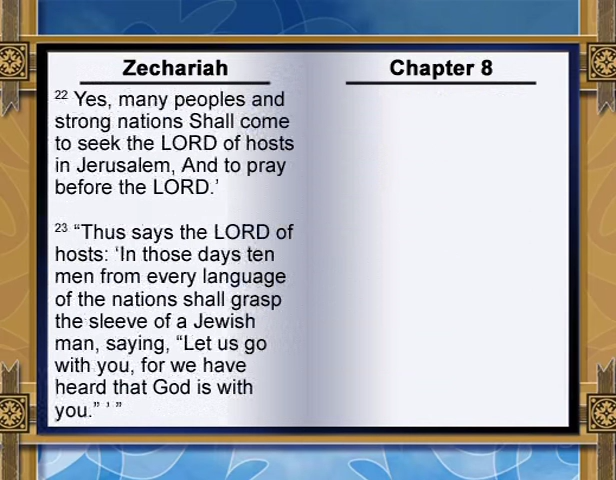 Zechariah
Chapter 8
22 Yes, many peoples and
strong nations Shall come
to seek the LORD of hosts
in Jerusalem, And to pray
before the LORD.’
23 “Thus says the LORD of
hosts: ‘In those days ten
men from every language
of the nations shall grasp
the sleeve of a Jewish
man, saying, “Let us go
with you, for we have
heard that God is with
you.” ’ ”